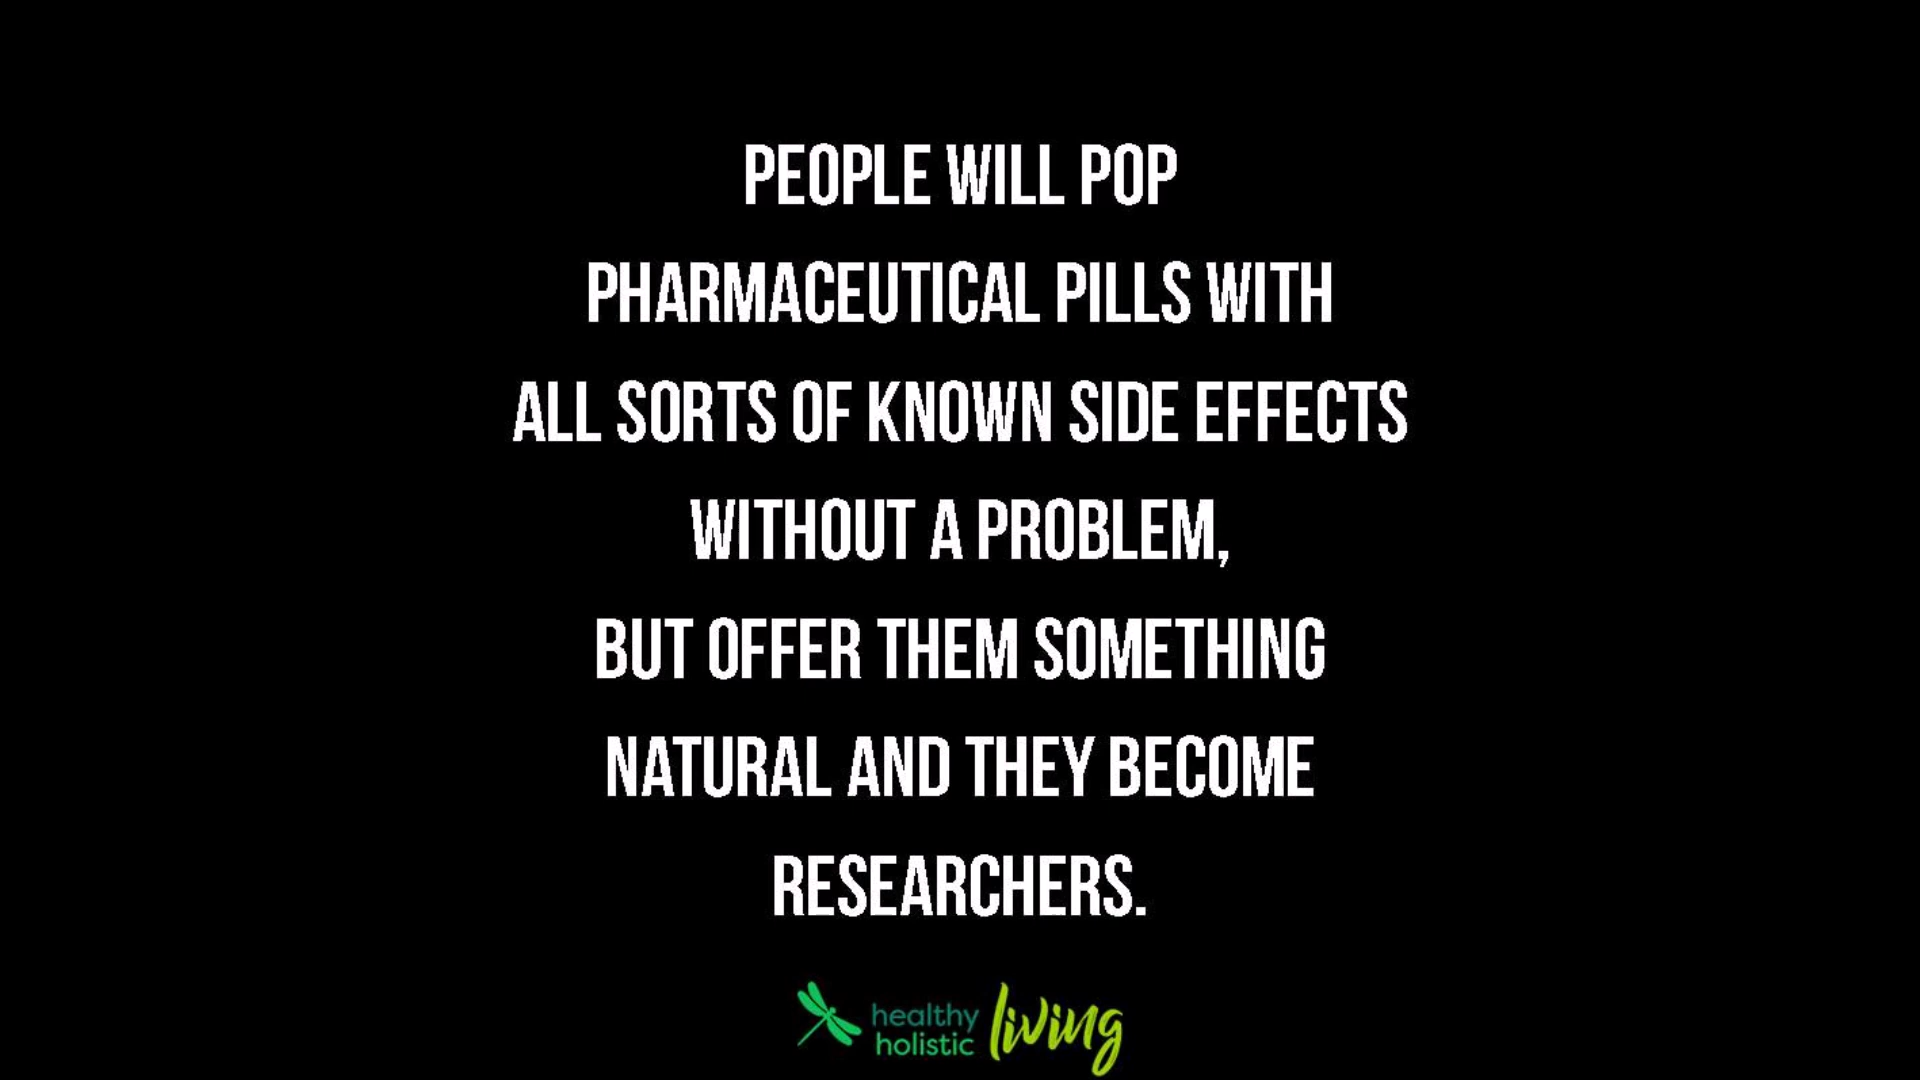 PEOPLE WILL POP
PHARMACEUTICAL PILLS WITH
ALL SORTS OF KNOWN SIDE EFFECTS
WITHOUT A PROBLEM,
BUT OFFER THEM SOMETHING
NATURAL AND THEY BECOME
RESEARCHERS.
healthy
holistic living